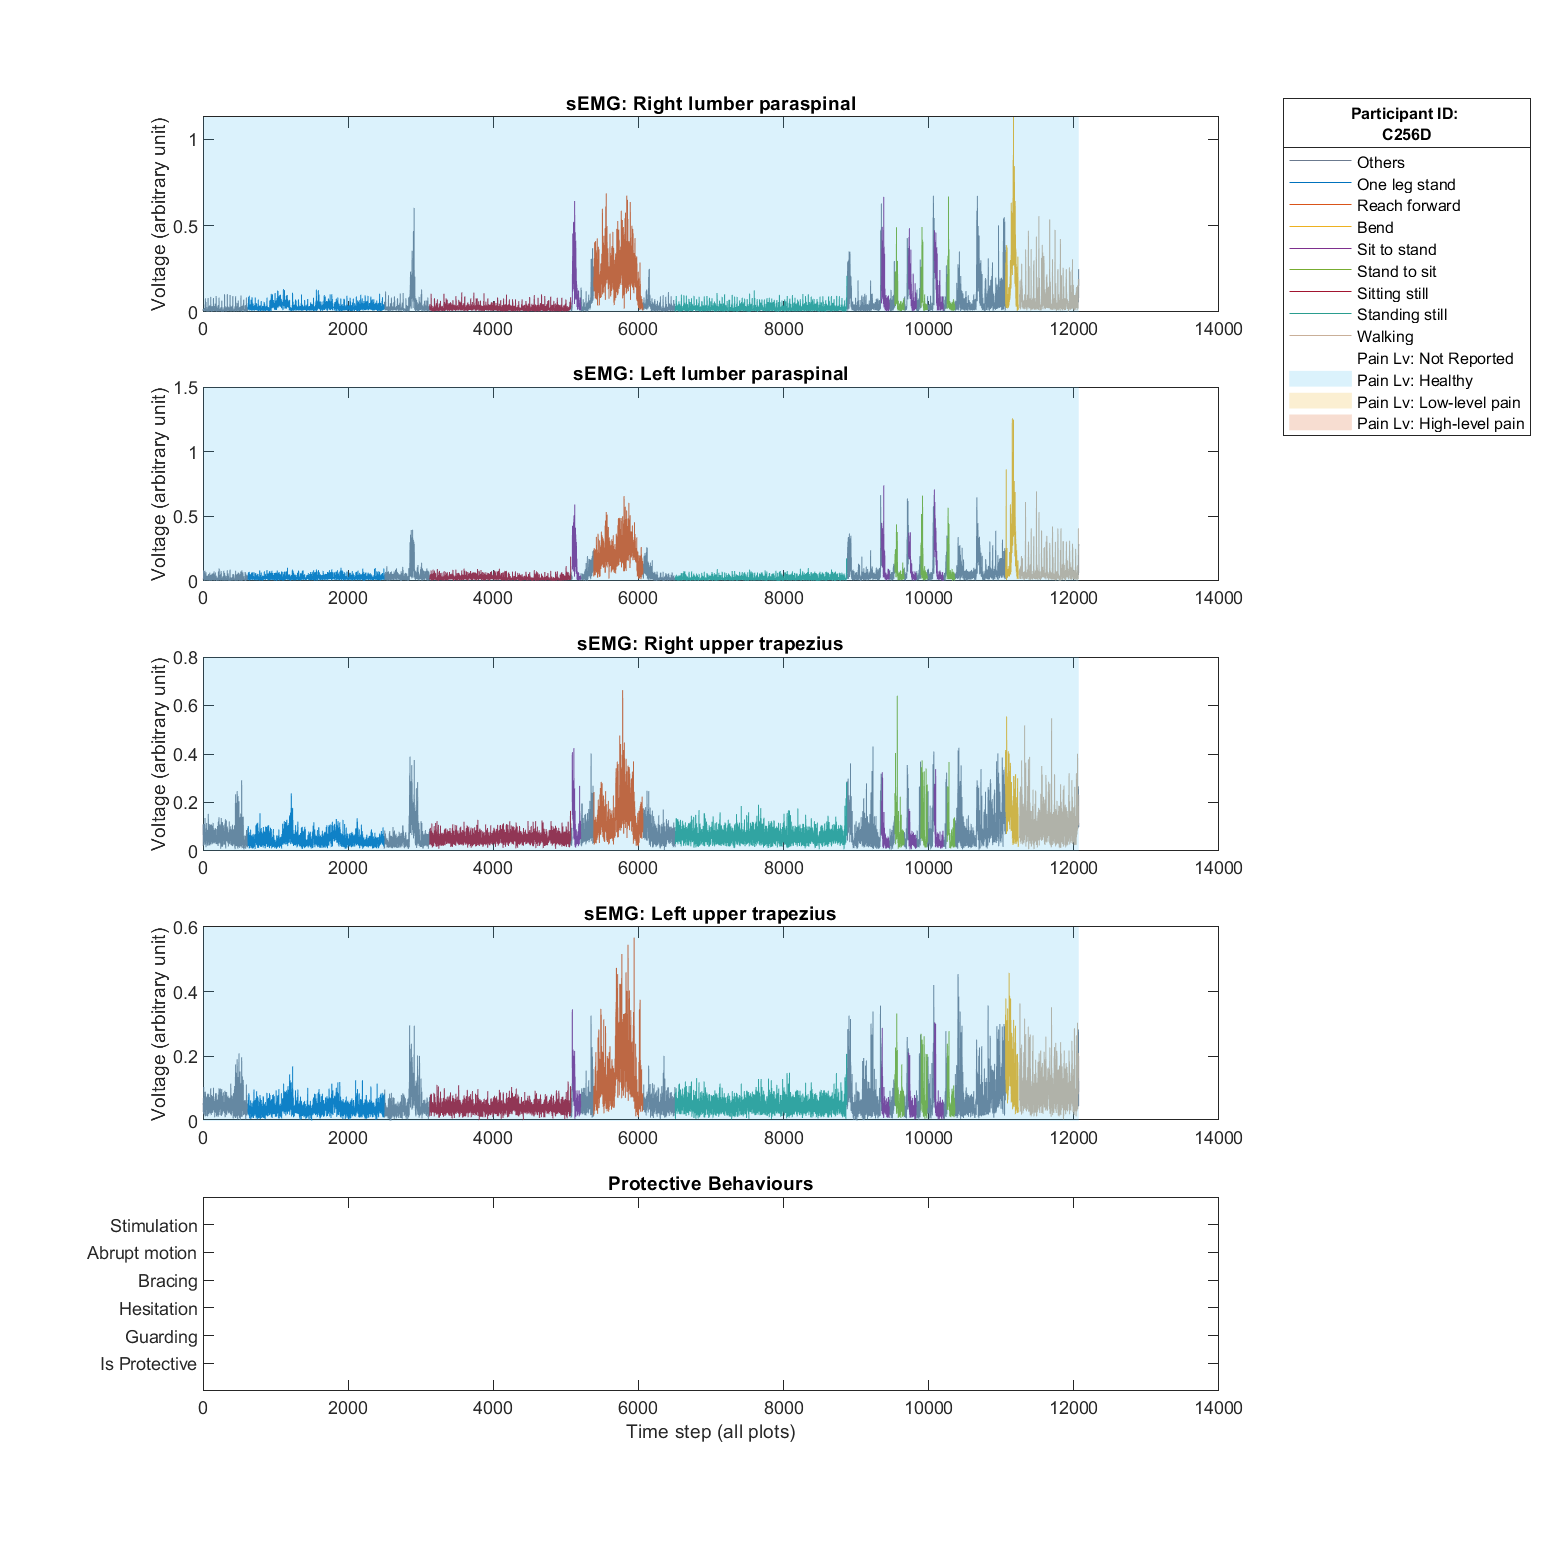 sEMG: Right lumber paraspinal
Voltage (arbitrary unit)
1
0.5
0
0 2000 4000 6000 8000 10000 12000 14000
sEMG: Left lumber paraspinal
Voltage (arbitrary unit)
1.5
1
0.5
0
0 2000 4000 6000 8000 10000 12000 14000
sEMG: Right upper trapezius
Voltage (arbitrary unit)
0.8
0.6
0.4
0.2
0
0 2000 4000 6000 8000 10000 12000 14000
sEMG: Left upper trapezius
Voltage (arbitrary unit)
0.6
0.4
0.2
0
0 2000 4000 6000 8000 10000 12000 14000
Protective Behaviours
Stimulation
Abrupt motion
Bracing
Hesitation
Guarding
Is Protective
0 2000 4000 6000 8000 10000 12000 14000
Time step (all plots)
Participant ID:
C256D
Others
One leg stand
Reach forward
Bend
Sit to stand
Stand to sit
Sitting still
Standing still
Walking
Pain Lv: Not Reported
Pain Lv: Healthy
Pain Lv: Low-level pain
Pain Lv: High-level pain